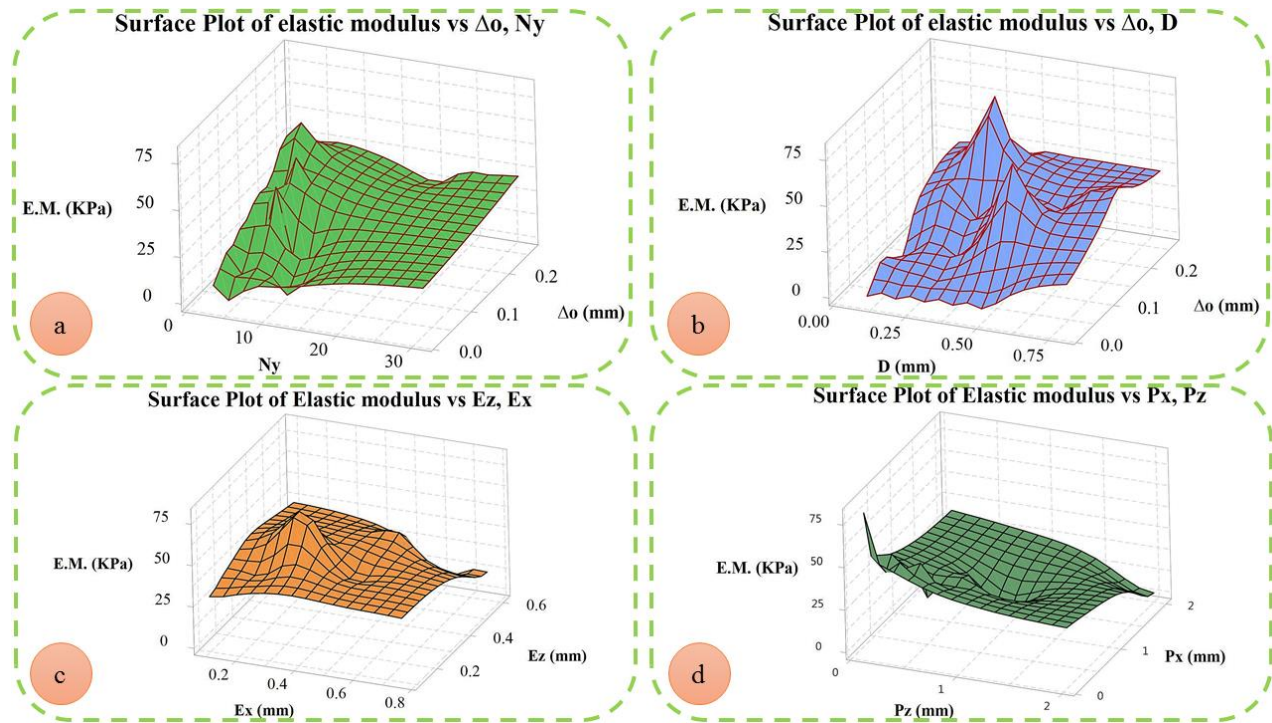 Surface Plot of elastic modulus vs Δo, Ny
75
50
25
0
E.M. (KPa)
0
10
20
30
Ny
0.0
0.1
0.2
Δo (mm)
a
Surface Plot of elastic modulus vs Δo, D
75
50
25
0
E.M. (KPa)
0.00
0.25
0.50
0.75
D (mm)
0.0
0.1
0.2
Δo (mm)
b
Surface Plot of Elastic modulus vs Ez, Ex
75
50
25
0
E.M. (KPa)
0.2
0.4
0.6
0.8
Ex (mm)
0.2
0.4
0.6
Ez (mm)
c
Surface Plot of Elastic modulus vs Px, Pz
75
50
25
0
E.M. (KPa)
0
1
2
Pz (mm)
0
1
2
Px (mm)
d